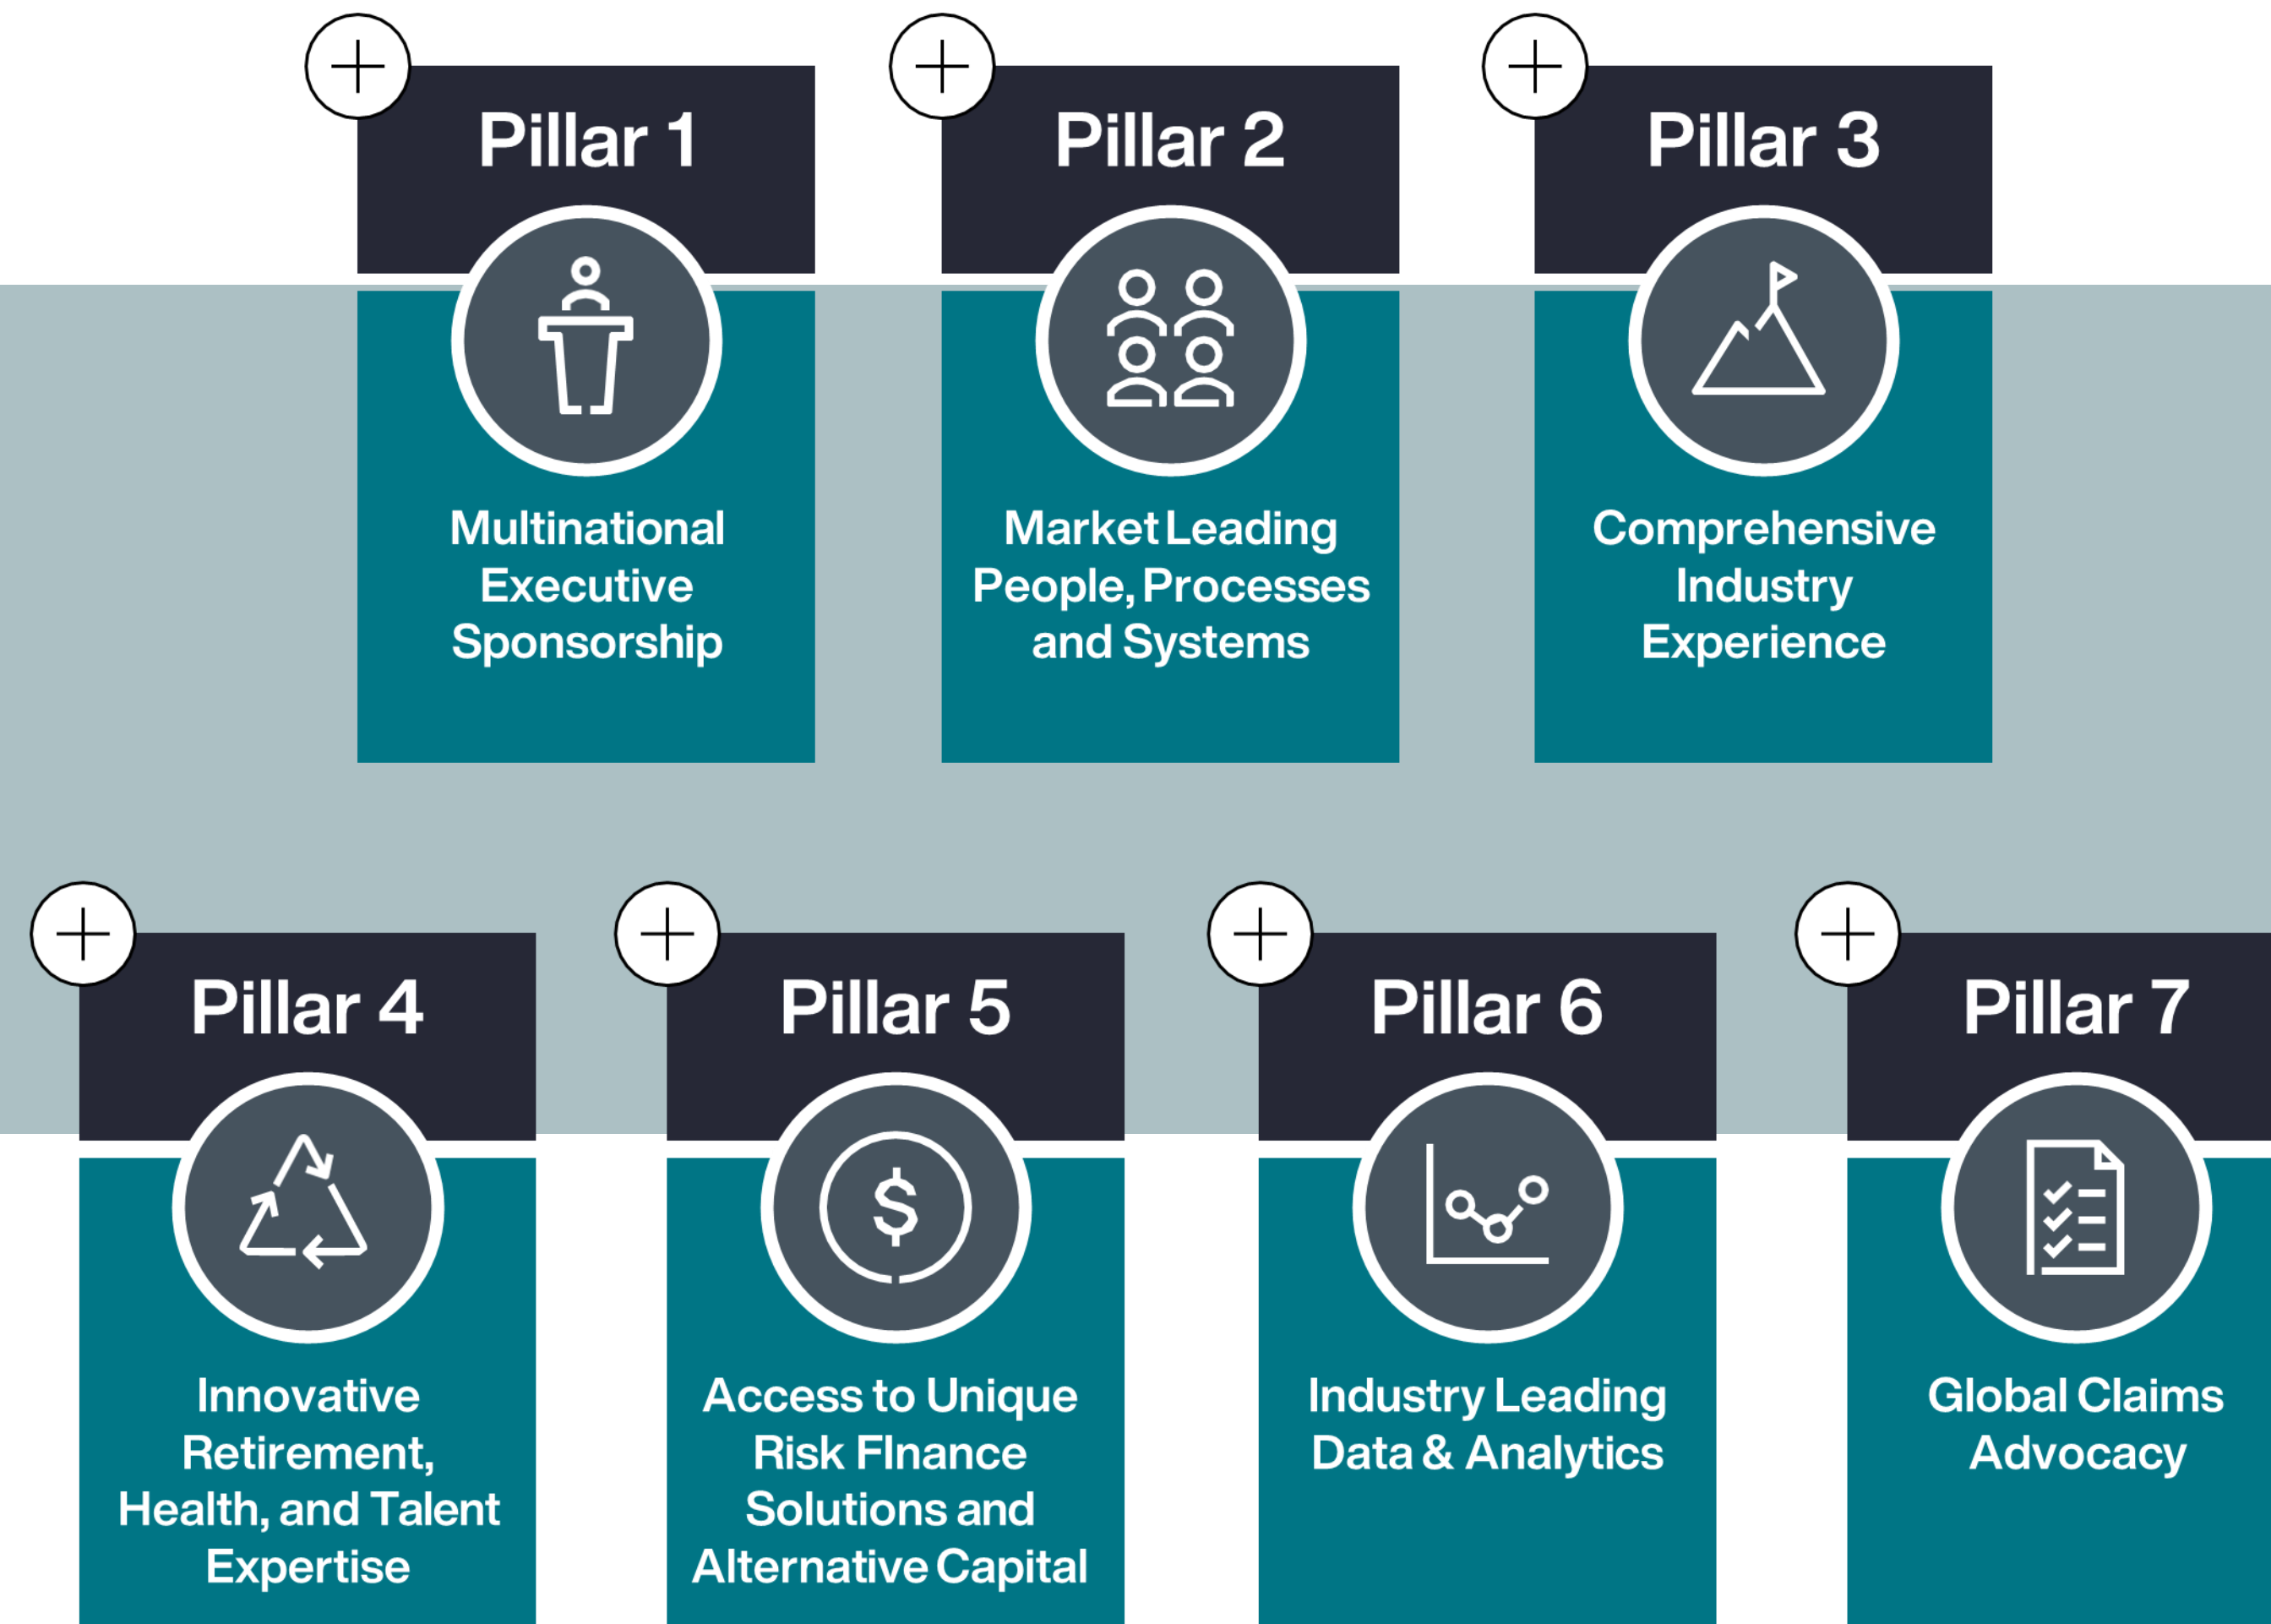 Pillar 1
Multinational
Executive
Sponsorship
Pillar 2
Market Leading
People, Processes
and Systems
Pillar 3
Comprehensive
Industry
Experience
Pillar 4
Innovative
Retirement,
Health, and Talent
Expertise
Pillar 5
$
Access to Unique
Risk FInance
Solutions and
Alternative Capital
Pillar 6
Industry Leading
Data & Analytics
Pillar 7
Global Claims
Advocacy